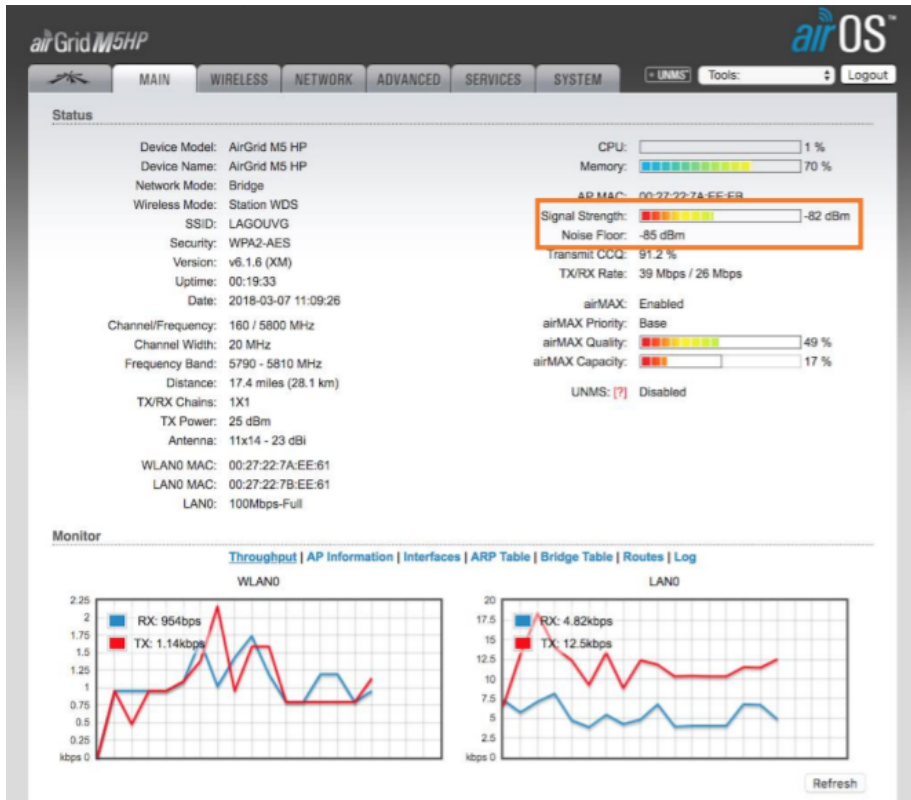 airGrid M5HP
airOS™
MAIN WIRELESS NETWORK ADVANCED SERVICES SYSTEM UNMS Tools: Logout
Status
Device Model: AirGrid M5 HP
Device Name: AirGrid M5 HP
Network Mode: Bridge
Wireless Mode: Station WDS
SSID: LAGOUVG
Security: WPA2-AES
Version: v6.1.6 (XM)
Uptime: 00:19:33
Date: 2018-03-07 11:09:26
Channel/Frequency: 160 / 5800 MHz
Channel Width: 20 MHz
Frequency Band: 5790 - 5810 MHz
Distance: 17.4 miles (28.1 km)
TX/RX Chains: 1X1
TX Power: 25 dBm
Antenna: 11x14 - 23 dBi
WLAN0 MAC: 00:27:22:7A:EE:61
LAN0 MAC: 00:27:22:7B:EE:61
LAN0: 100Mbps-Full
CPU: 1 %
Memory: 70 %
AP MAC: 00:27:22:7A:EE:EB
Signal Strength: -82 dBm
Noise Floor: -85 dBm
Transmit CCQ: 91.2 %
TX/RX Rate: 39 Mbps / 26 Mbps
airMAX: Enabled
airMAX Priority: Base
airMAX Quality: 49 %
airMAX Capacity: 17 %
UNMS: [?] Disabled
Monitor
Throughput | AP Information | Interfaces | ARP Table | Bridge Table | Routes | Log
WLAN0
2.25
2
1.75
1.5
1.25
1
0.75
0.5
0.25
kbps 0
RX: 954bps
TX: 1.14kbps
LAN0
20
17.5
15
12.5
10
7.5
5
2.5
kbps 0
RX: 4.82kbps
TX: 12.5kbps
Refresh